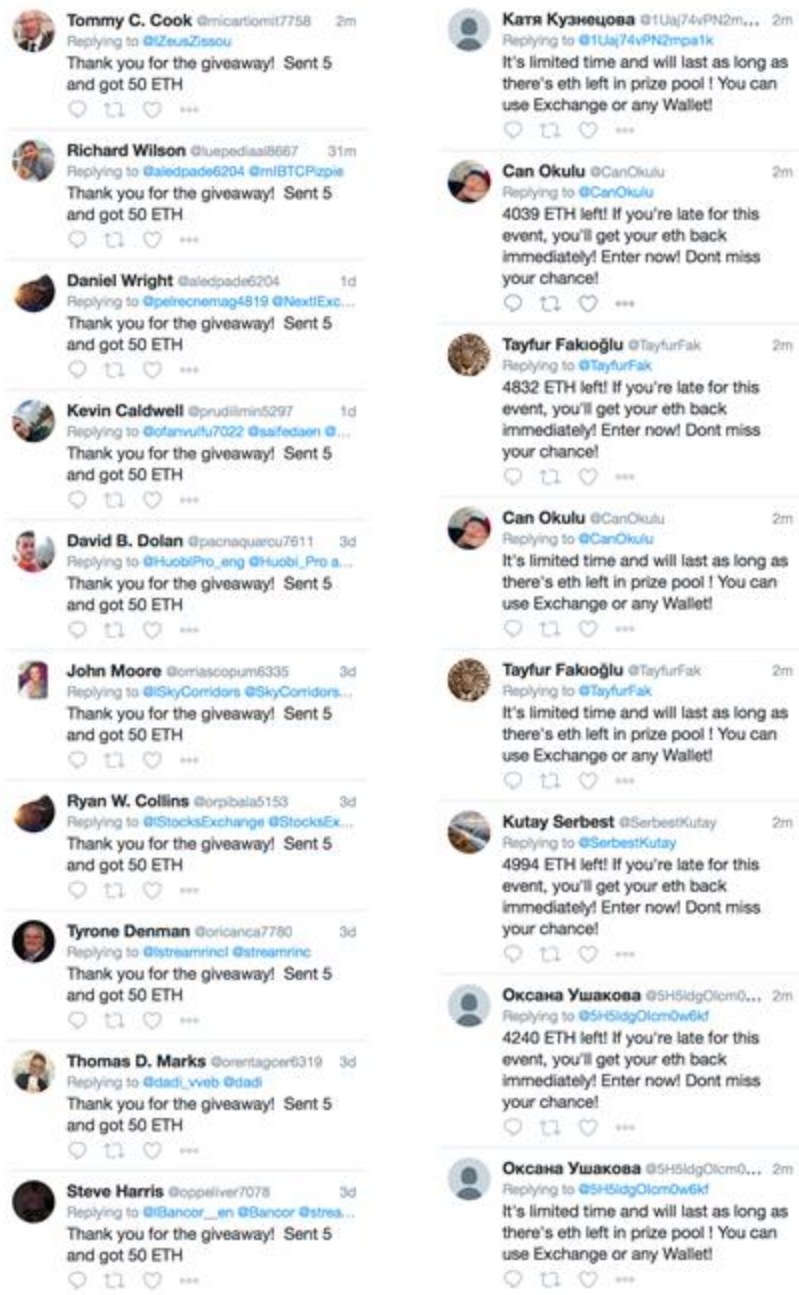 Tommy C. Cook @micartiomit7758 2m
Replying to @IZeusZissou
Thank you for the giveaway! Sent 5
and got 50 ETH
Richard Wilson @luepediaal8667 31m
Replying to @aledpade6204 @mIBTCPizpie
Thank you for the giveaway! Sent 5
and got 50 ETH
Daniel Wright @aledpade6204 1d
Replying to @pelrecnemag4819 @NextIExc...
Thank you for the giveaway! Sent 5
and got 50 ETH
Kevin Caldwell @prudilimin5297 1d
Replying to @ofanvulfu7022 @saifedaen @...
Thank you for the giveaway! Sent 5
and got 50 ETH
David B. Dolan @pacnaquarcu7611 3d
Replying to @HuobiPro_eng @Huobi_Pro a...
Thank you for the giveaway! Sent 5
and got 50 ETH
John Moore @orriascopum6335 3d
Replying to @ISkyCorridors @SkyCorridors...
Thank you for the giveaway! Sent 5
and got 50 ETH
Ryan W. Collins @orpibala5153 3d
Replying to @IStocksExchange @StocksEx...
Thank you for the giveaway! Sent 5
and got 50 ETH
Tyrone Denman @oricanca7780 3d
Replying to @Istreamrincl @streamrinc
Thank you for the giveaway! Sent 5
and got 50 ETH
Thomas D. Marks @orentagcer6319 3d
Replying to @dadi_vveb @dadi
Thank you for the giveaway! Sent 5
and got 50 ETH
Steve Harris @oppeliver7078 3d
Replying to @IBancor__en @Bancor @strea...
Thank you for the giveaway! Sent 5
and got 50 ETH
Катя Кузнецова @1Uaj74vPN2m... 2m
Replying to @1Uaj74vPN2mpa1k
It's limited time and will last as long as
there's eth left in prize pool ! You can
use Exchange or any Wallet!
Can Okulu @CanOkulu 2m
Replying to @CanOkulu
4039 ETH left! If you're late for this
event, you'll get your eth back
immediately! Enter now! Dont miss
your chance!
Tayfur Fakıoğlu @TayfurFak 2m
Replying to @TayfurFak
4832 ETH left! If you're late for this
event, you'll get your eth back
immediately! Enter now! Dont miss
your chance!
Can Okulu @CanOkulu 2m
Replying to @CanOkulu
It's limited time and will last as long as
there's eth left in prize pool ! You can
use Exchange or any Wallet!
Tayfur Fakıoğlu @TayfurFak 2m
Replying to @TayfurFak
It's limited time and will last as long as
there's eth left in prize pool ! You can
use Exchange or any Wallet!
Kutay Serbest @SerbestKutay 2m
Replying to @SerbestKutay
4994 ETH left! If you're late for this
event, you'll get your eth back
immediately! Enter now! Dont miss
your chance!
Оксана Ушакова @5H5IdgOlcm0... 2m
Replying to @5H5IdgOlcm0w6kf
4240 ETH left! If you're late for this
event, you'll get your eth back
immediately! Enter now! Dont miss
your chance!
Оксана Ушакова @5H5IdgOlcm0... 2m
Replying to @5H5IdgOlcm0w6kf
It's limited time and will last as long as
there's eth left in prize pool ! You can
use Exchange or any Wallet!